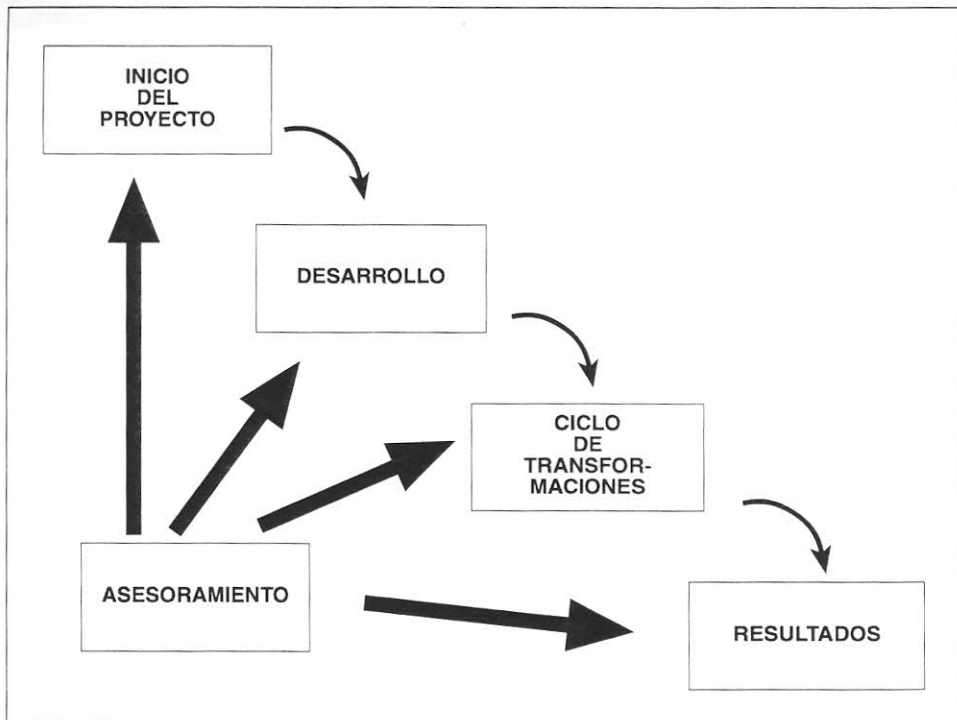 INICIO
DEL
PROYECTO
DESARROLLO
CICLO
DE
TRANSFOR-
MACIONES
ASESORAMIENTO
RESULTADOS